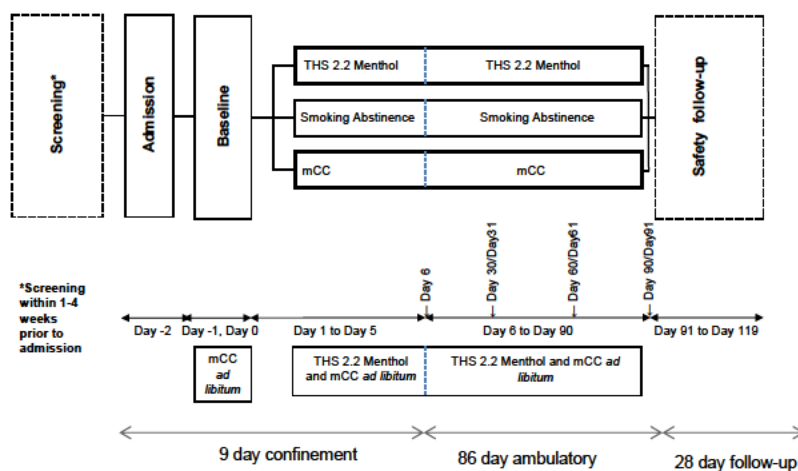 Screening*
Admission
Baseline
THS 2.2 Menthol
THS 2.2 Menthol
Smoking Abstinence
Smoking Abstinence
mCC
mCC
Safety follow-up
Day 6
Day 30/Day31
Day 60/Day61
Day 90/Day91
*Screening
within 1-4
weeks
prior to
admission
Day -2
Day -1, Day 0
Day 1 to Day 5
Day 6 to Day 90
Day 91 to Day 119
mCC
ad
libitum
THS 2.2 Menthol
and mCC ad libitum
THS 2.2 Menthol and mCC ad
libitum
9 day confinement
86 day ambulatory
28 day follow-up